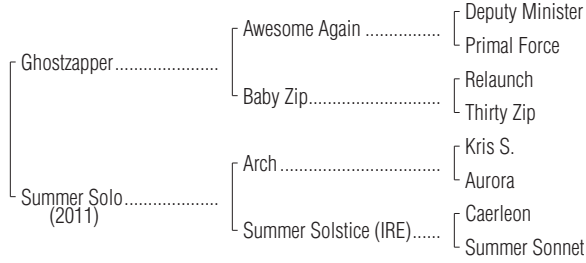 Deputy Minister
Awesome Again ................
Primal Force
Ghostzapper......................
Relaunch
Baby Zip............................
Thirty Zip
Kris S.
Arch ..................................
Aurora
Summer Solo....................
(2011)
Caerleon
Summer Solstice (IRE)......
Summer Sonnet